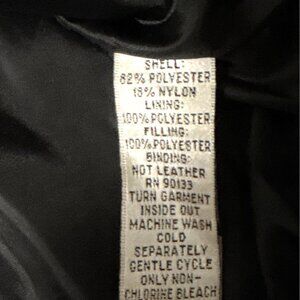 SHELL:
82% POLYESTER
18% NYLON
LINING:
100% POLYESTER
FILLING:
100% POLYESTER
BINDING:
NOT LEATHER
RN 90133
TURN GARMENT
INSIDE OUT
MACHINE WASH
COLD
SEPARATELY
GENTLE CYCLE
ONLY NON-
CHLORINE BLEACH